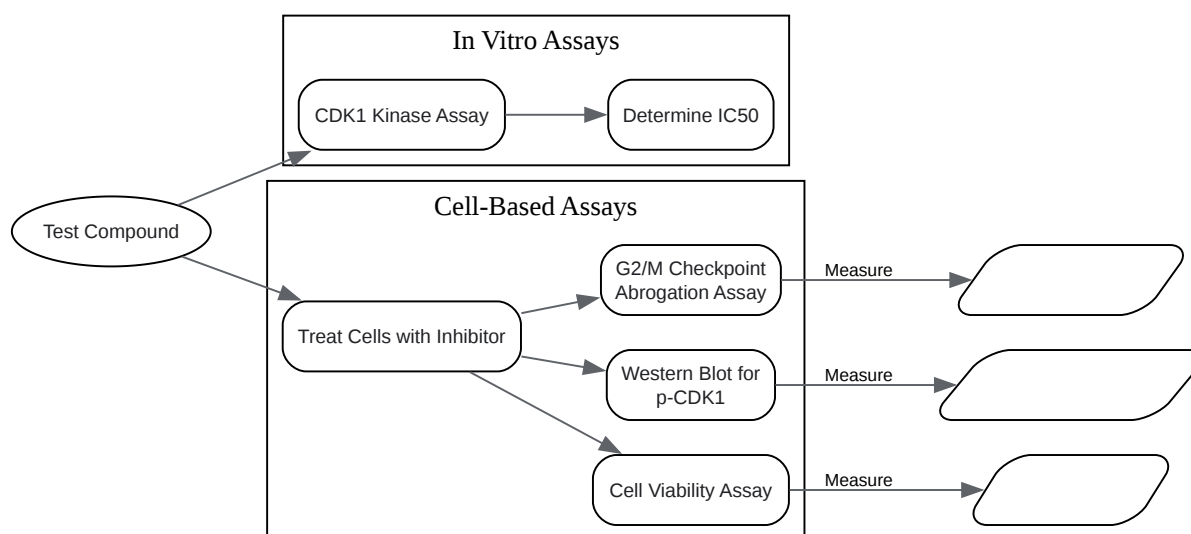 In Vitro Assays
CDK1 Kinase Assay
Determine IC50
Test Compound
Cell-Based Assays
G2/M Checkpoint
Abrogation Assay
Measure
Treat Cells with Inhibitor
Western Blot for
p-CDK1
Measure
Cell Viability Assay
Measure